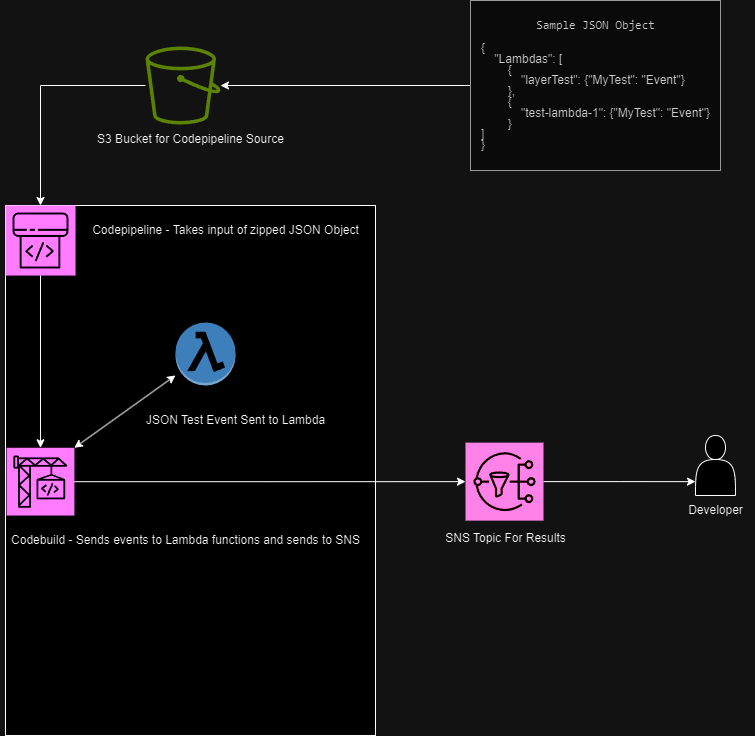 Sample JSON Object
{
"Lambdas": [
{
"layerTest": {"MyTest": "Event"}
},
{
"test-lambda-1": {"MyTest": "Event"}
}
]
}
S3 Bucket for Codepipeline Source
Codepipeline - Takes input of zipped JSON Object
</>
JSON Test Event Sent to Lambda
</>
Codebuild - Sends events to Lambda functions and sends to SNS
SNS Topic For Results
Developer